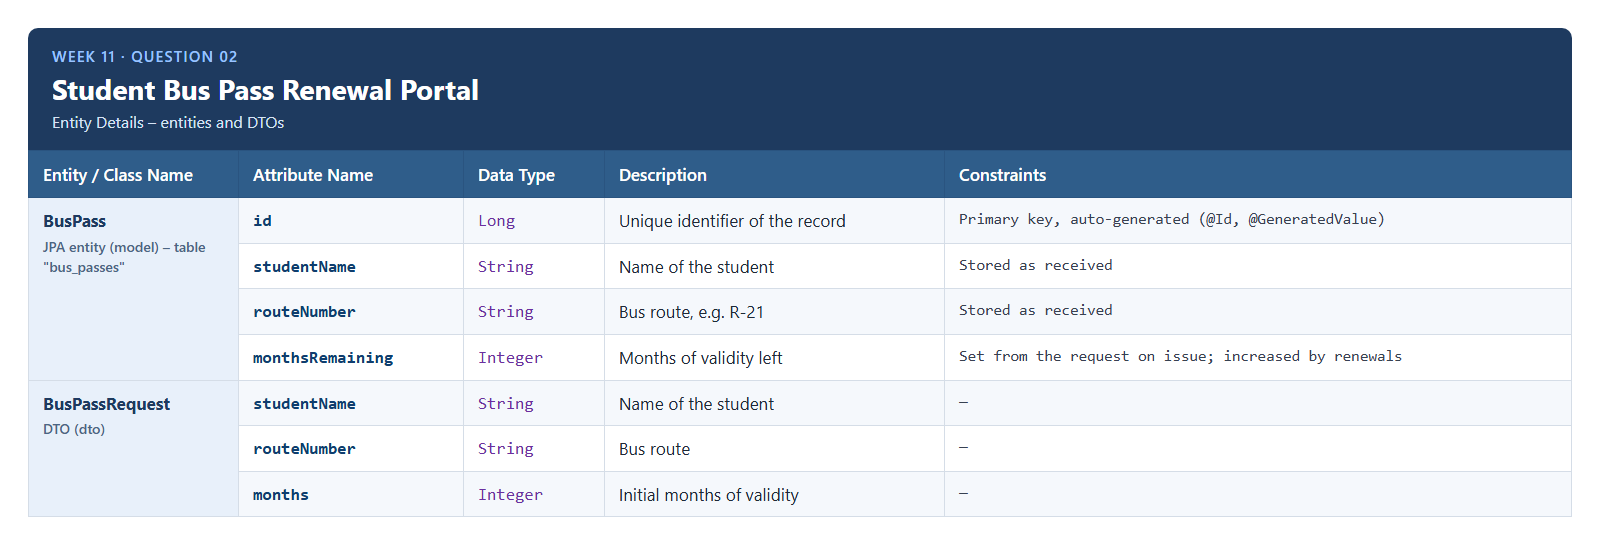 WEEK 11 · QUESTION 02
Student Bus Pass Renewal Portal
Entity Details – entities and DTOs
Entity / Class Name Attribute Name Data Type Description Constraints
BusPass id Long Unique identifier of the record Primary key, auto-generated (@Id, @GeneratedValue)
JPA entity (model) – table
"bus_passes"
studentName String Name of the student Stored as received
routeNumber String Bus route, e.g. R-21 Stored as received
monthsRemaining Integer Months of validity left Set from the request on issue; increased by renewals
BusPassRequest studentName String Name of the student –
DTO (dto)
routeNumber String Bus route –
months Integer Initial months of validity –